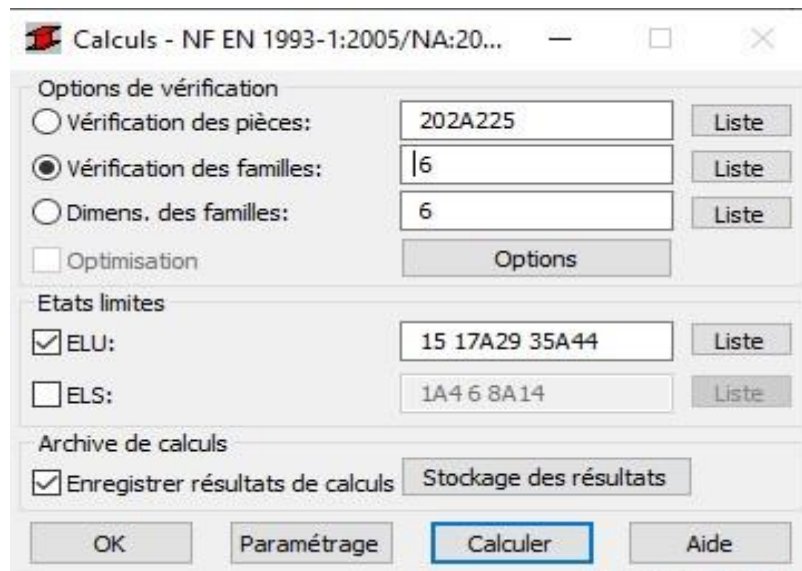 Calculs - NF EN 1993-1:2005/NA:20...
Options de vérification
Vérification des pièces: 202A225 Liste
Vérification des familles: 6 Liste
Dimens. des familles: 6 Liste
Optimisation Options
Etats limites
ELU: 15 17A29 35A44 Liste
ELS: 1A4 6 8A14 Liste
Archive de calculs
Enregistrer résultats de calculs Stockage des résultats
OK Paramétrage Calculer Aide